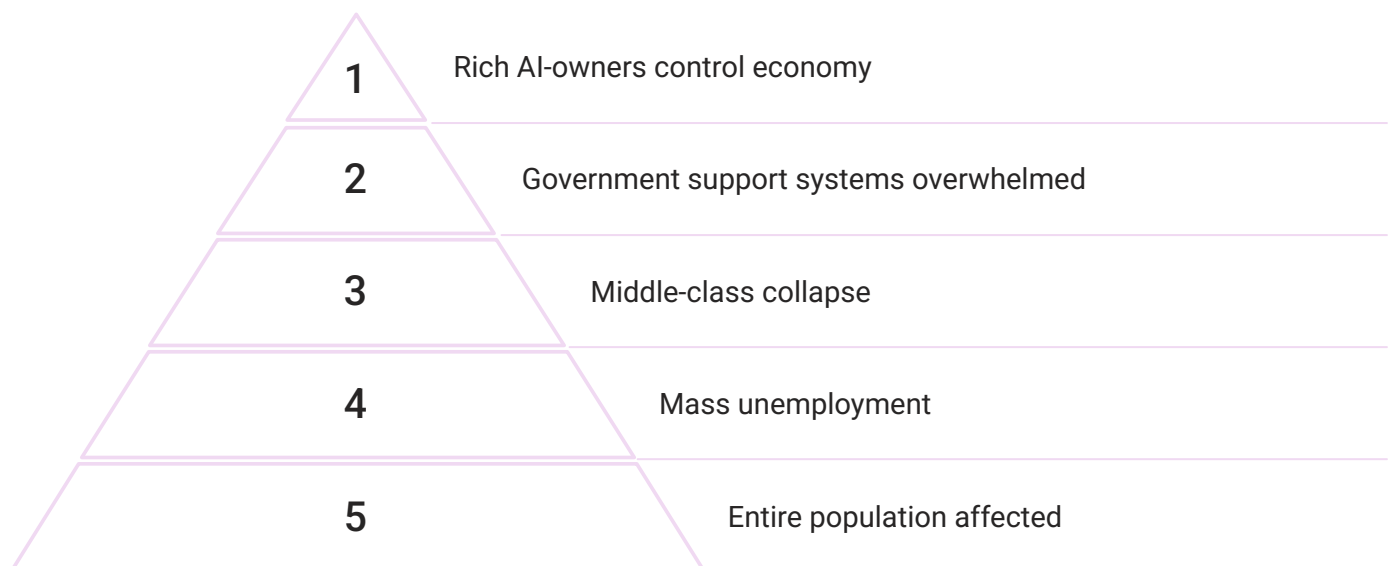 1
Rich AI-owners control economy
2
Government support systems overwhelmed
3
Middle-class collapse
4
Mass unemployment
5
Entire population affected